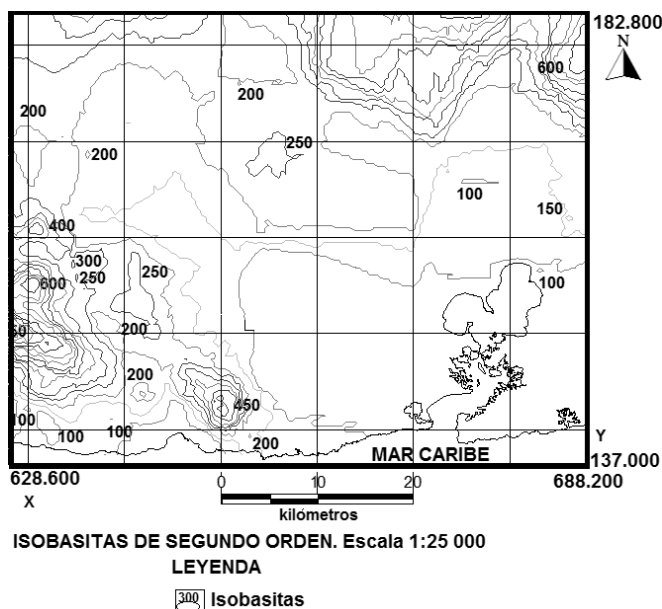 182.800
N
600
200
200
250
200
100
150
400
300
250
250
600
100
50
200
200
450
100
100
100
200
MAR CARIBE
Y
137.000
628.600
688.200
X
0 10 20
kilómetros
ISOBASITAS DE SEGUNDO ORDEN. Escala 1:25 000
LEYENDA
300 Isobasitas